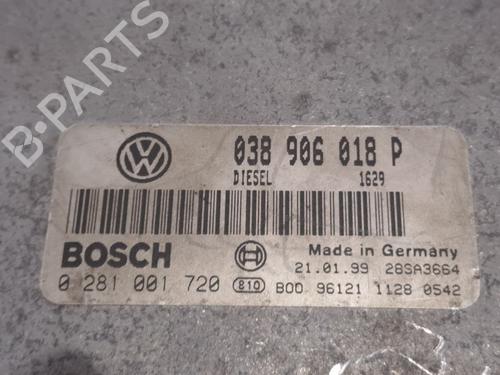 B-PARTS
VW
038 906 018 P
DIESEL 1629
BOSCH
Made in Germany
21.01.99 28SA3664
0 281 001 720 810 B00 96121 1128 0542